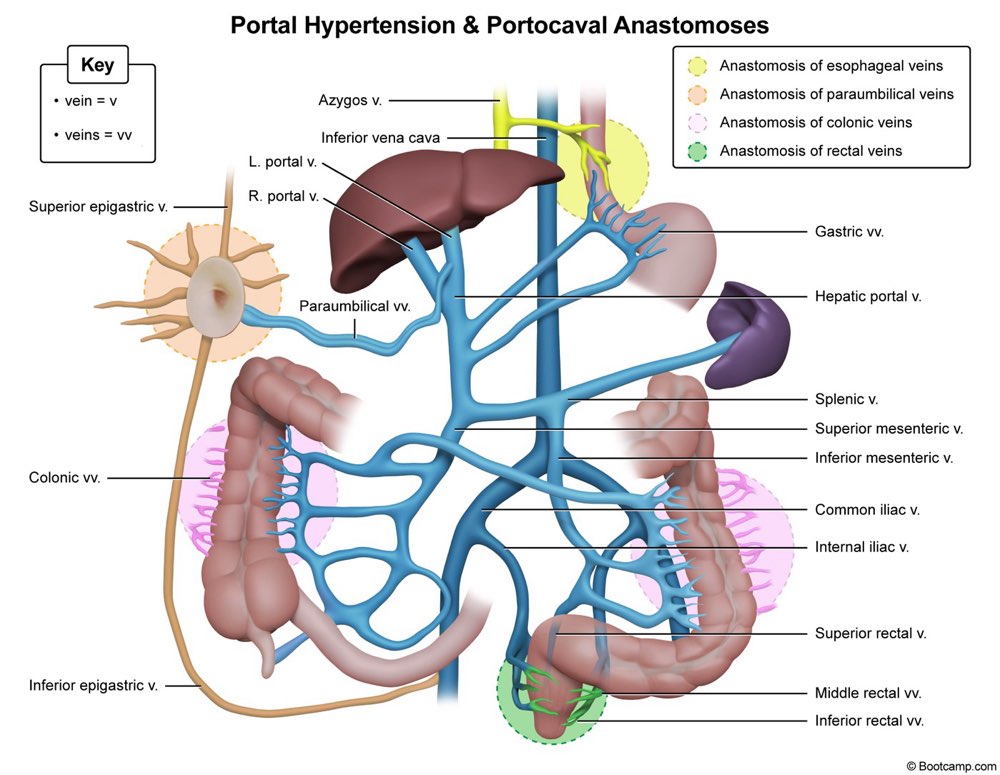 Portal Hypertension & Portocaval Anastomoses
Key
• vein = v
• veins = vv
Anastomosis of esophageal veins
Anastomosis of paraumbilical veins
Anastomosis of colonic veins
Anastomosis of rectal veins
Azygos v.
Inferior vena cava
L. portal v.
R. portal v.
Superior epigastric v.
Paraumbilical vv.
Colonic vv.
Inferior epigastric v.
Gastric vv.
Hepatic portal v.
Splenic v.
Superior mesenteric v.
Inferior mesenteric v.
Common iliac v.
Internal iliac v.
Superior rectal v.
Middle rectal vv.
Inferior rectal vv.
© Bootcamp.com